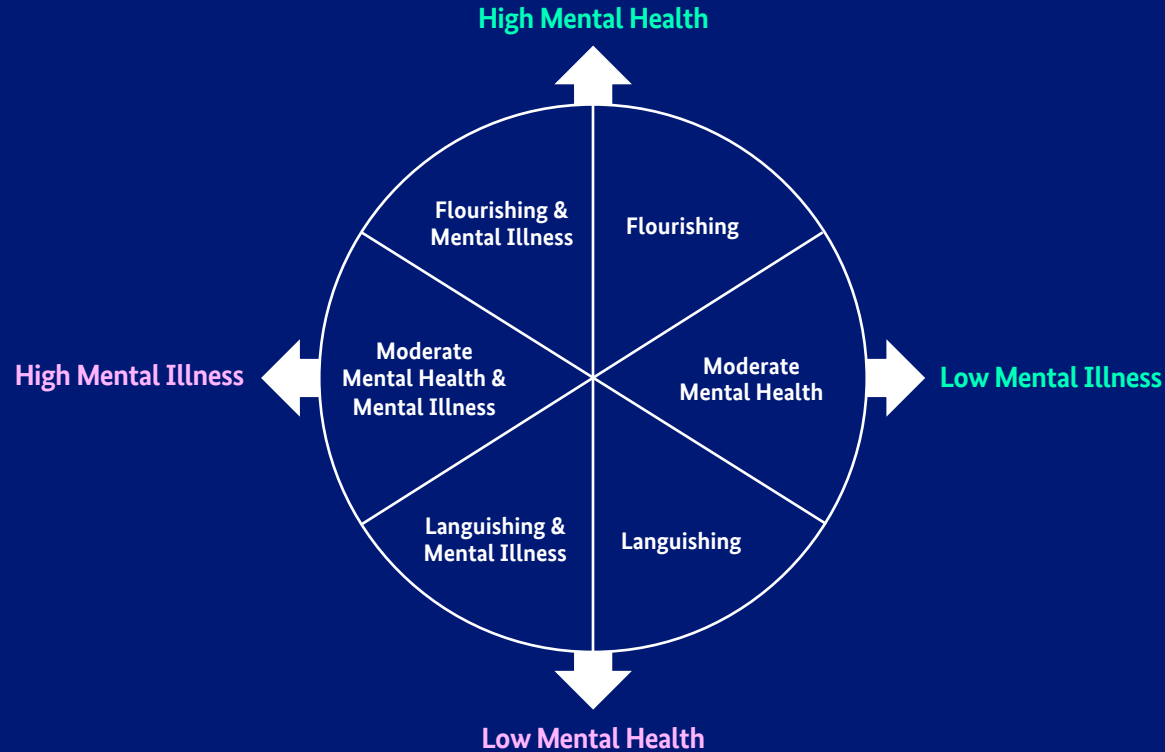 High Mental Health
Flourishing &
Mental Illness
Flourishing
High Mental Illness
Moderate
Mental Health &
Mental Illness
Moderate
Mental Health
Low Mental Illness
Languishing &
Mental Illness
Languishing
Low Mental Health